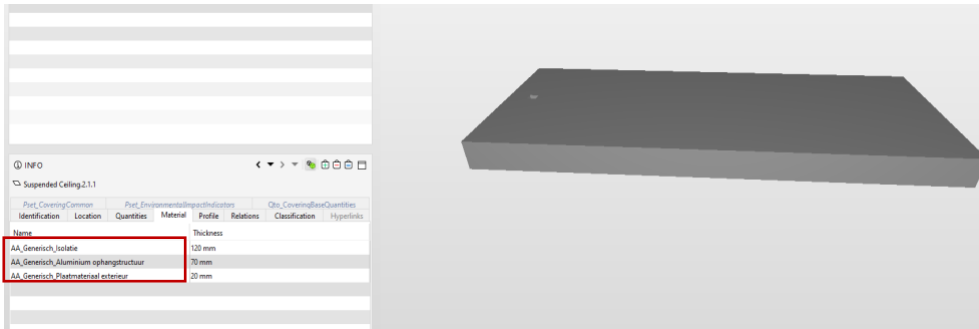 INFO
Suspended Ceiling.2.1.1
Pset_CoveringCommon Pset_EnvironmentalImpactIndicators Qto_CoveringBaseQuantities
Identification Location Quantities Material Profile Relations Classification Hyperlinks
Name Thickness
AA_Generisch_Isolatie 120 mm
AA_Generisch_Aluminium ophangstructuur 70 mm
AA_Generisch_Plaatmateriaal exterieur 20 mm